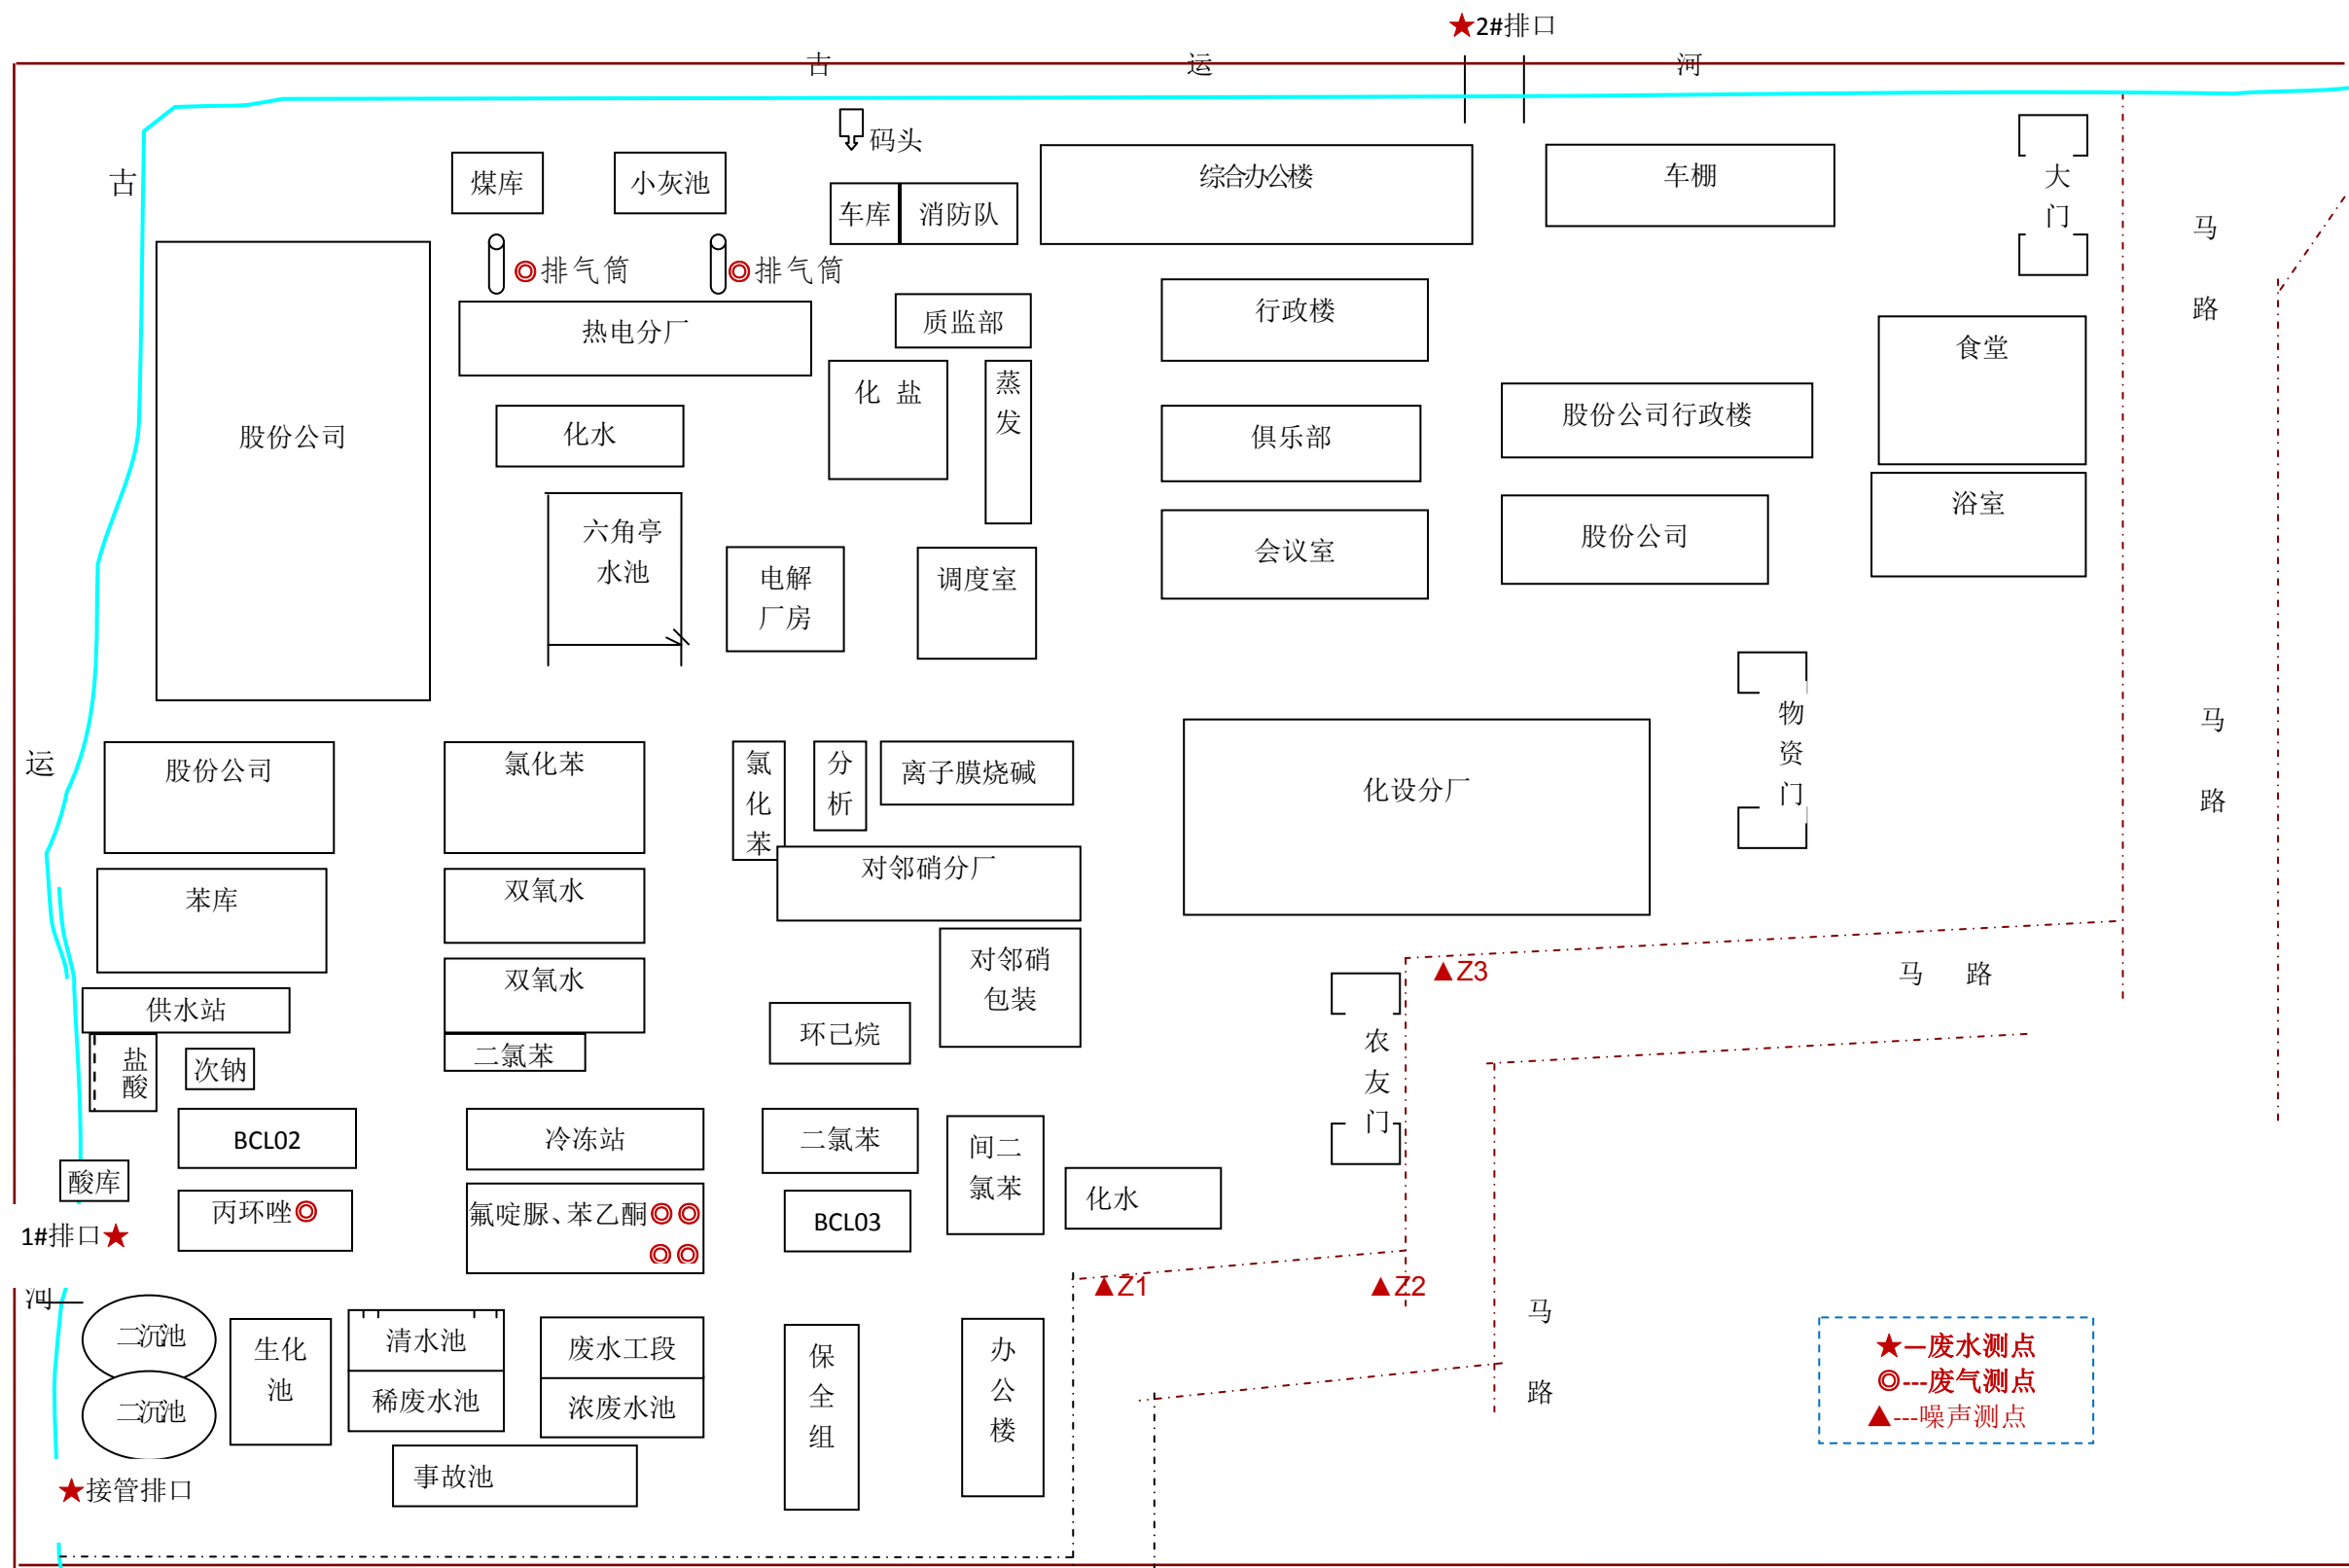 ★2#排口
古 运 河
码头
古
煤库
小灰池
车库
消防队
综合办公楼
车棚
大
门
马
路
◎排气筒
◎排气筒
热电分厂
质监部
行政楼
食堂
股份公司
化水
化 盐
蒸
发
俱乐部
股份公司行政楼
六角亭
水池
电解
厂房
调度室
会议室
股份公司
浴室
物
资
门
马
路
运
股份公司
氯化苯
氯
化
苯
分
析
离子膜烧碱
化设分厂
苯库
双氧水
对邻硝分厂
双氧水
对邻硝
包装
▲Z3
马 路
供水站
盐
酸
次钠
二氯苯
环己烷
农
友
门
BCL02
冷冻站
二氯苯
间二
氯苯
化水
酸库
丙环唑◎
氟啶脲、苯乙酮◎◎
◎◎
BCL03
1#排口★
▲Z1
▲Z2
河
二沉池
二沉池
生化
池
清水池
稀废水池
废水工段
浓废水池
事故池
保
全
组
办
公
楼
马
路
★—废水测点
◎---废气测点
▲---噪声测点
★接管排口